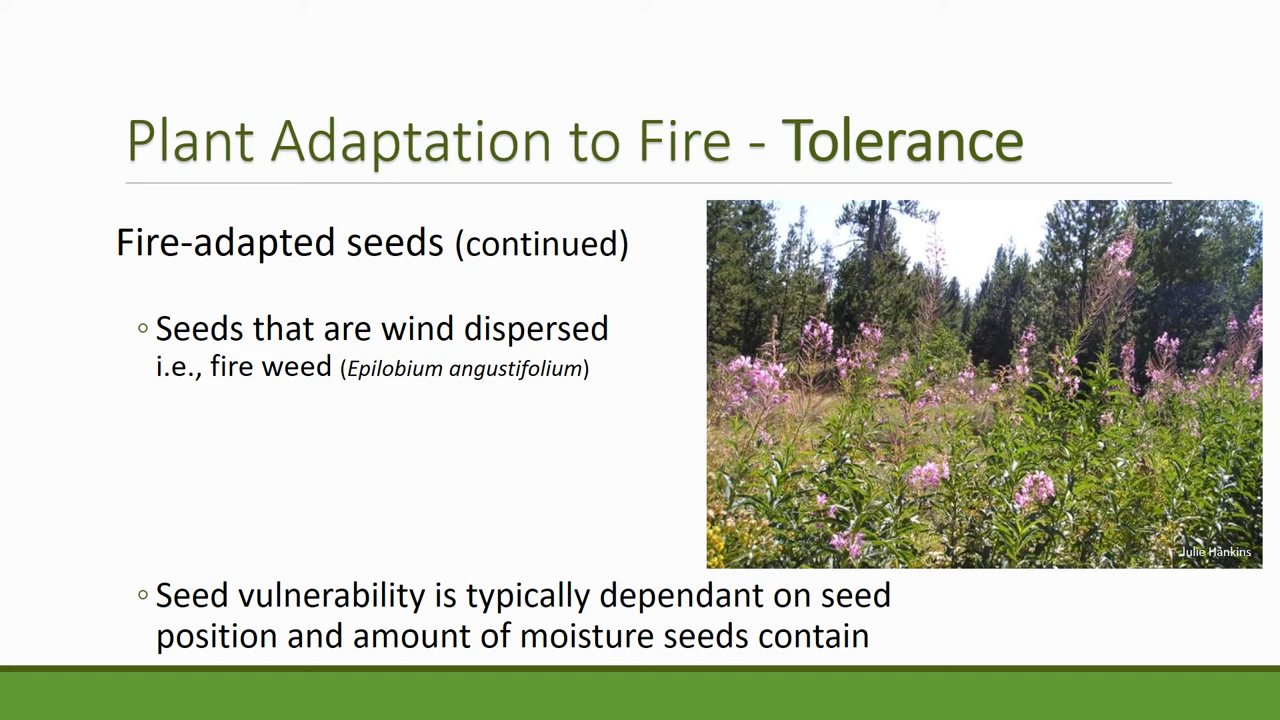 Plant Adaptation to Fire - Tolerance
Fire-adapted seeds (continued)
◦ Seeds that are wind dispersed
i.e., fire weed (Epilobium angustifolium)
Julie Hankins
◦ Seed vulnerability is typically dependant on seed
position and amount of moisture seeds contain